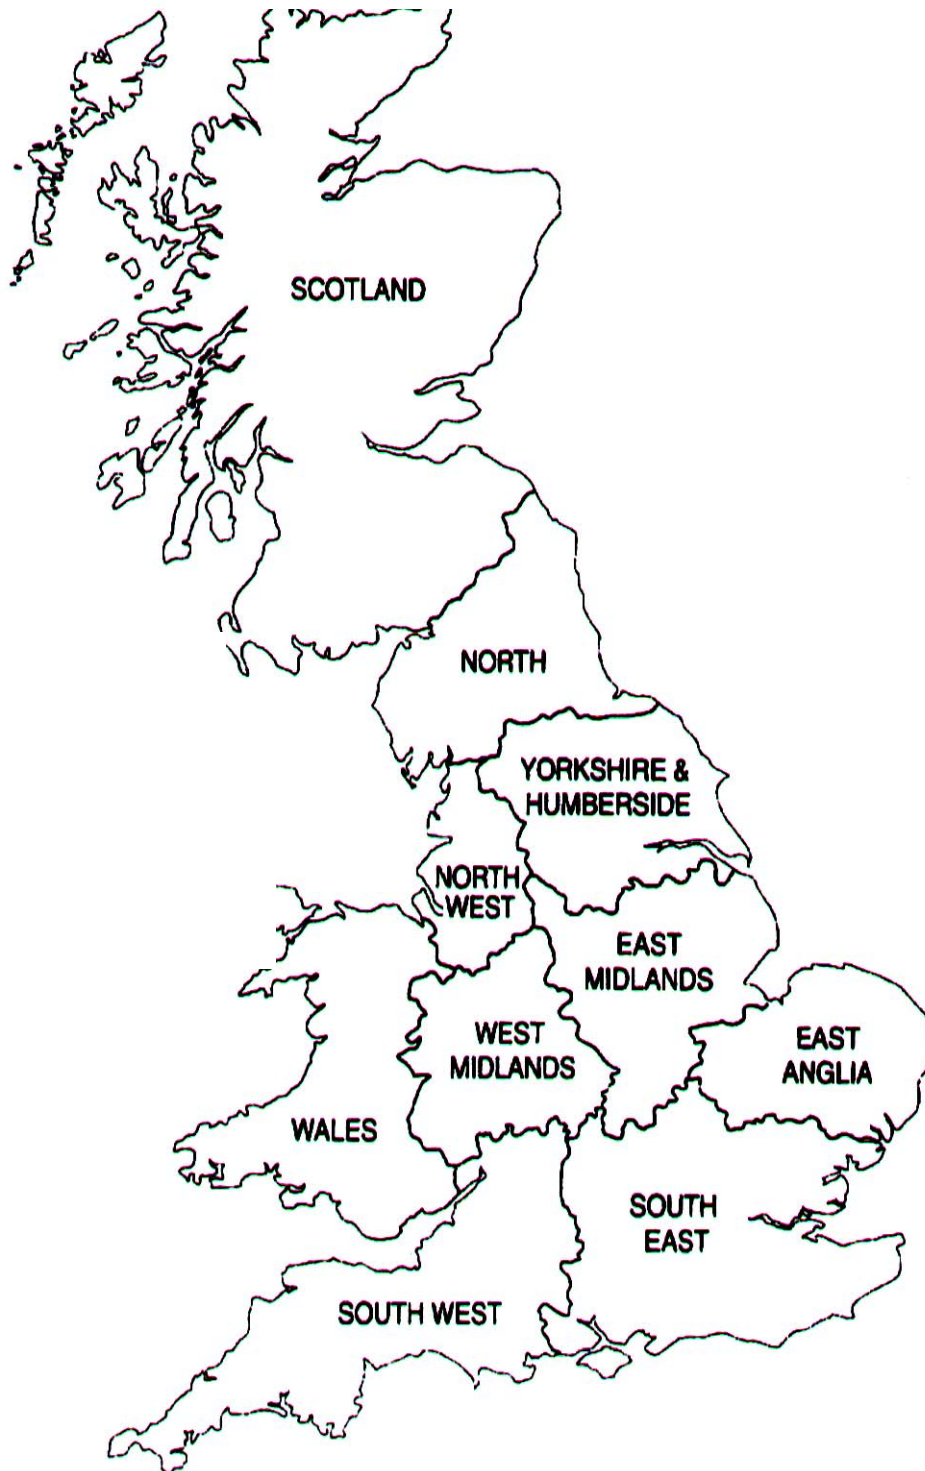 SCOTLAND
NORTH
YORKSHIRE &
HUMBERSIDE
NORTH
WEST
EAST
MIDLANDS
WEST
MIDLANDS
EAST
ANGLIA
WALES
SOUTH
EAST
SOUTH WEST